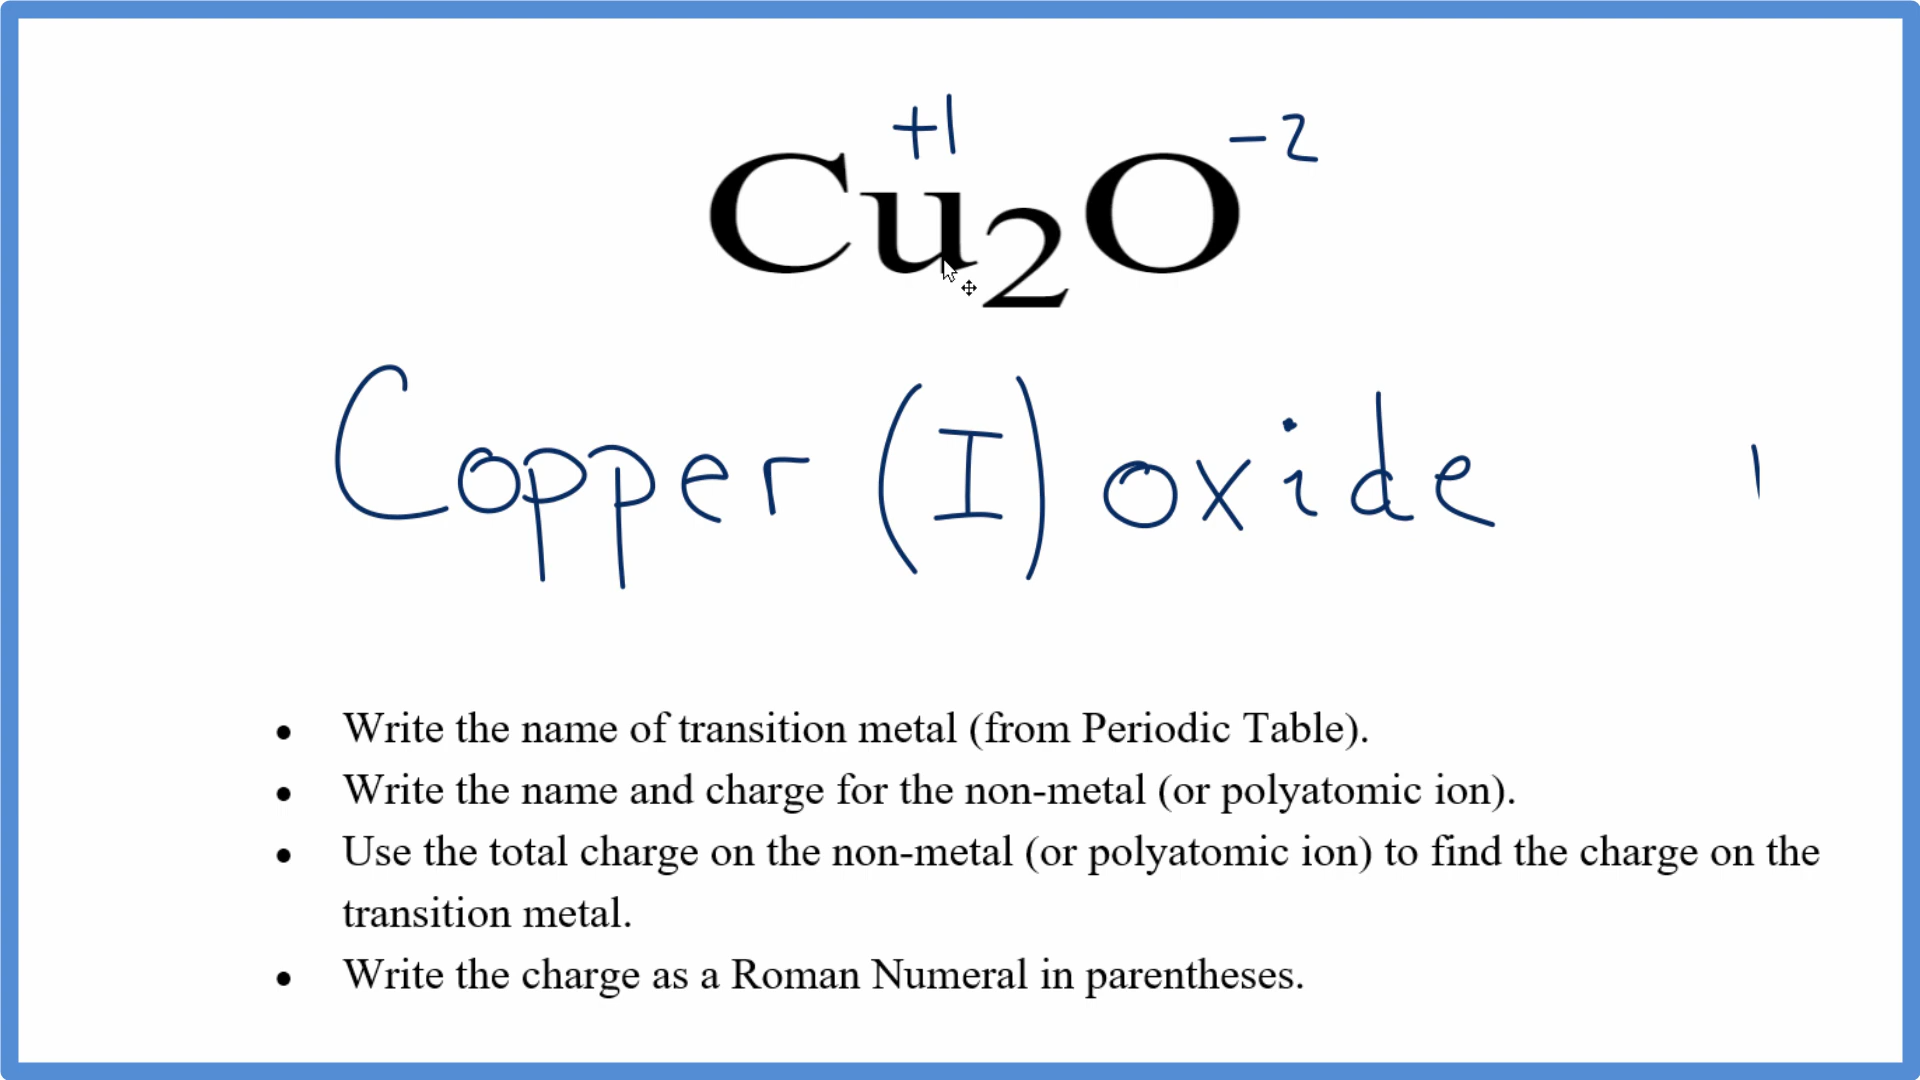 +1 -2
Cu₂O
Copper (I) oxide
• Write the name of transition metal (from Periodic Table).
• Write the name and charge for the non-metal (or polyatomic ion).
• Use the total charge on the non-metal (or polyatomic ion) to find the charge on the
transition metal.
• Write the charge as a Roman Numeral in parentheses.